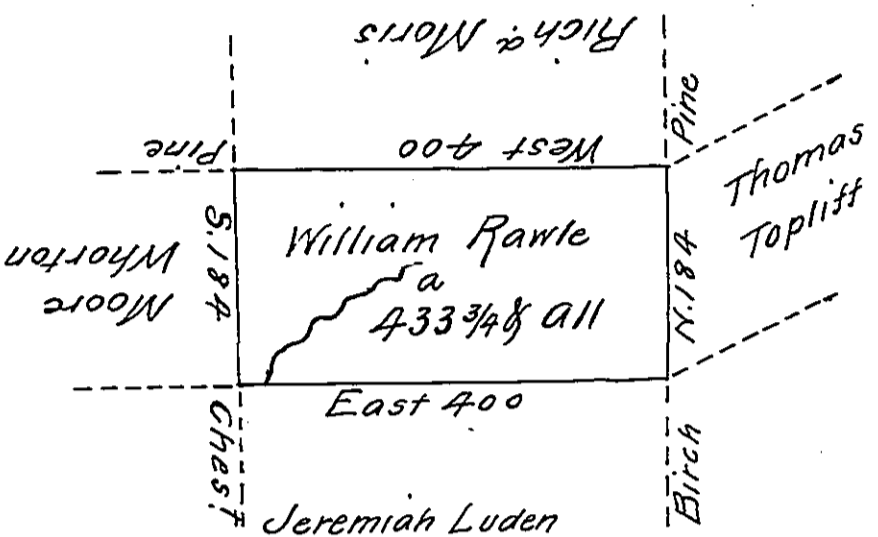 Rich.d Moris
West 400
Pine
Pine
Thomas
Topliff
Moore
Whorton
S. 184
William Rawle
a
433 3/4 & All
N. 184
East 400
Ches.t
Birch
Jeremiah Luden